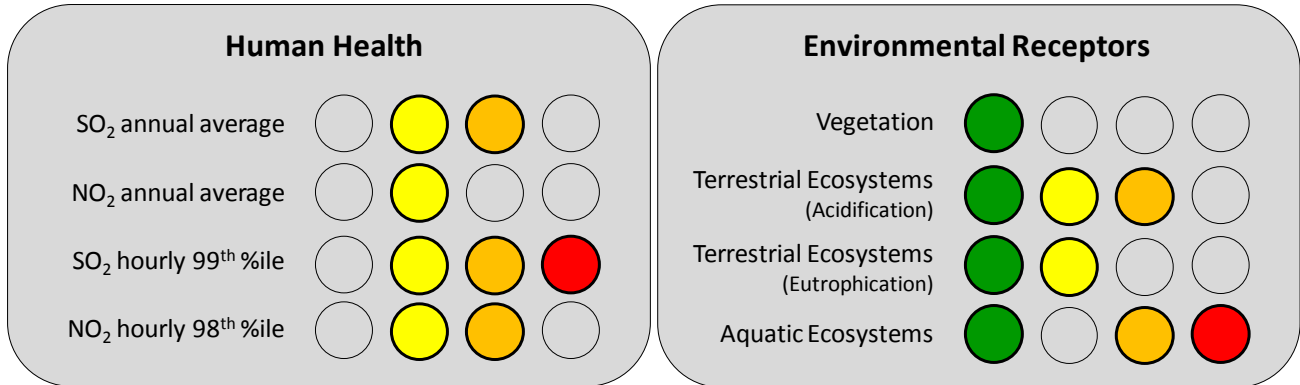 Human Health
SO₂ annual average
NO₂ annual average
SO₂ hourly 99ᵗʰ %ile
NO₂ hourly 98ᵗʰ %ile
Environmental Receptors
Vegetation
Terrestrial Ecosystems
(Acidification)
Terrestrial Ecosystems
(Eutrophication)
Aquatic Ecosystems